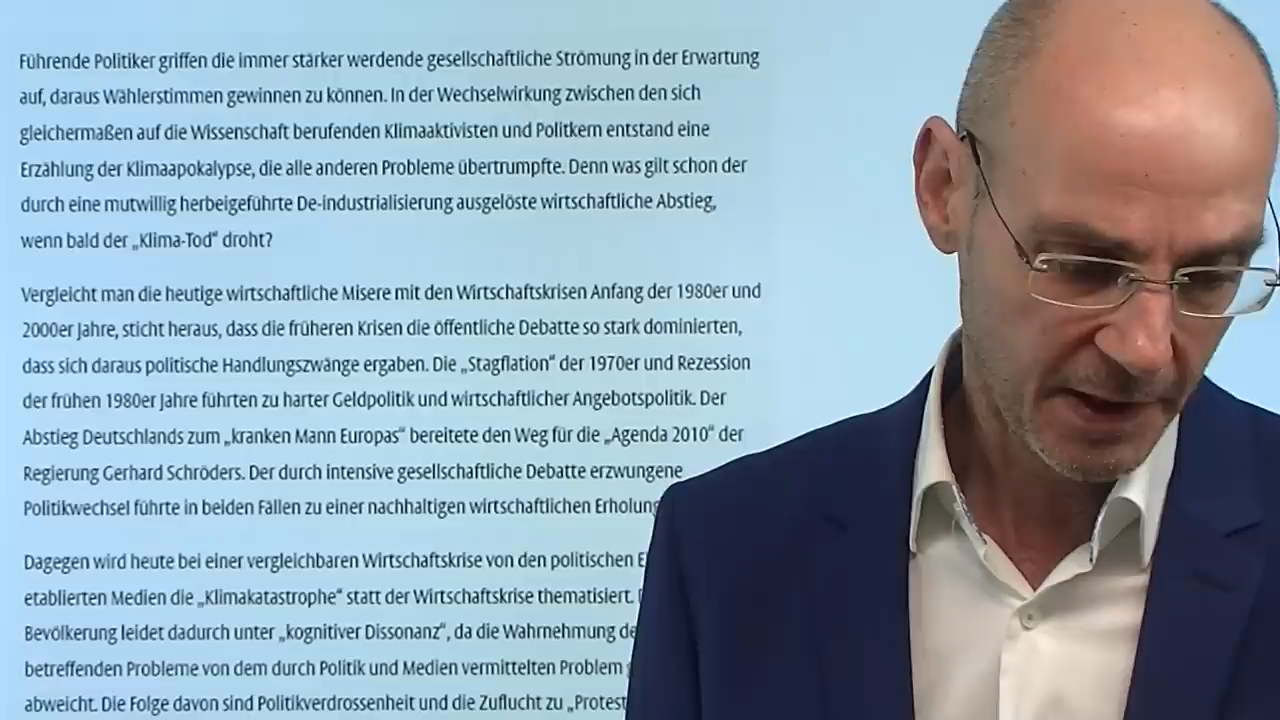 Führende Politiker griffen die immer stärker werdende gesellschaftliche Strömung in der Erwartung
auf, daraus Wählerstimmen gewinnen zu können. In der Wechselwirkung zwischen den sich
gleichermaßen auf die Wissenschaft berufenden Klimaaktivisten und Politkern entstand eine
Erzählung der Klimaapokalypse, die alle anderen Probleme übertrumpfte. Denn was gilt schon der
durch eine mutwillig herbeigeführte De-industrialisierung ausgelöste wirtschaftliche Abstieg,
wenn bald der „Klima-Tod“ droht?
Vergleicht man die heutige wirtschaftliche Misere mit den Wirtschaftskrisen Anfang der 1980er und
2000er Jahre, sticht heraus, dass die früheren Krisen die öffentliche Debatte so stark dominierten,
dass sich daraus politische Handlungszwänge ergaben. Die „Stagflation“ der 1970er und Rezession
der frühen 1980er Jahre führten zu harter Geldpolitik und wirtschaftlicher Angebotspolitik. Der
Abstieg Deutschlands zum „kranken Mann Europas“ bereitete den Weg für die „Agenda 2010“ der
Regierung Gerhard Schröders. Der durch intensive gesellschaftliche Debatte erzwungene
Politikwechsel führte in beiden Fällen zu einer nachhaltigen wirtschaftlichen Erholung
Dagegen wird heute bei einer vergleichbaren Wirtschaftskrise von den politischen
etablierten Medien die „Klimakatastrophe“ statt der Wirtschaftskrise thematisiert.
Bevölkerung leidet dadurch unter „kognitiver Dissonanz“, da die Wahrnehmung
betreffenden Probleme von dem durch Politik und Medien vermittelten Problem
abweicht. Die Folge davon sind Politikverdrossenheit und die Zuflucht zu „Protest